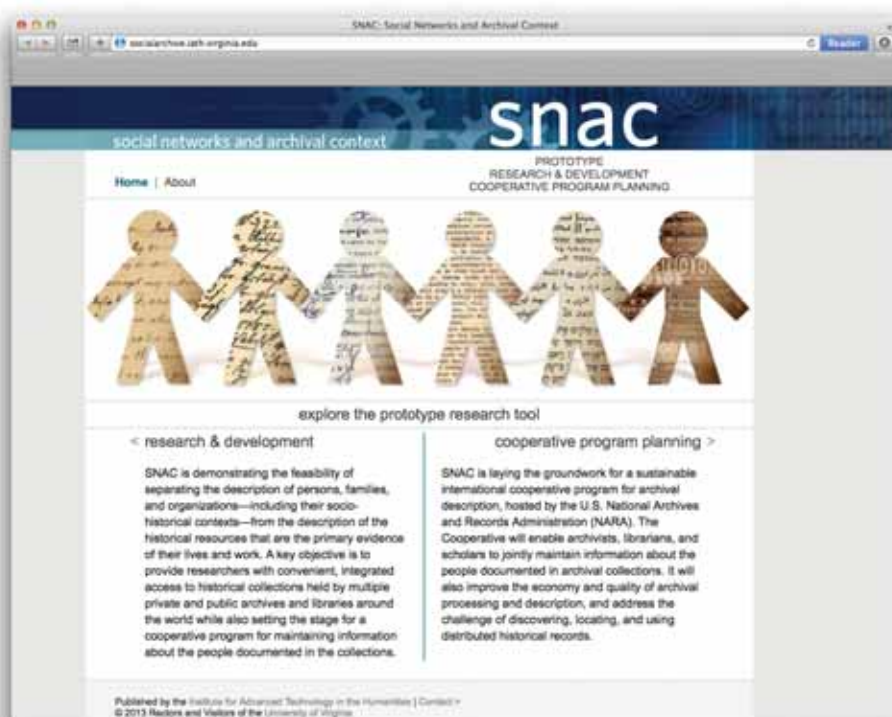 SNAC: Social Networks and Archival Context
socialarchive.iath.virginia.edu
Reader
snac
social networks and archival context
PROTOTYPE
RESEARCH & DEVELOPMENT
COOPERATIVE PROGRAM PLANNING
Home | About
explore the prototype research tool
< research & development
SNAC is demonstrating the feasibility of
separating the description of persons, families,
and organizations—including their socio-
historical contexts—from the description of the
historical resources that are the primary evidence
of their lives and work. A key objective is to
provide researchers with convenient, integrated
access to historical collections held by multiple
private and public archives and libraries around
the world while also setting the stage for a
cooperative program for maintaining information
about the people documented in the collections.
cooperative program planning >
SNAC is laying the groundwork for a sustainable
international cooperative program for archival
description, hosted by the U.S. National Archives
and Records Administration (NARA). The
Cooperative will enable archivists, librarians, and
scholars to jointly maintain information about the
people documented in archival collections. It will
also improve the economy and quality of archival
processing and description, and address the
challenge of discovering, locating, and using
distributed historical records.
Published by the Institute for Advanced Technology in the Humanities | Contact >
© 2013 Rectors and Visitors of the University of Virginia